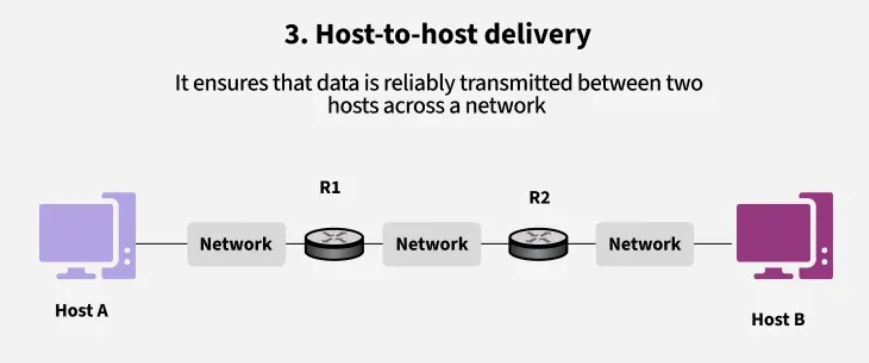 3. Host-to-host delivery
It ensures that data is reliably transmitted between two
hosts across a network
R1
R2
Network
Network
Network
Host A
Host B